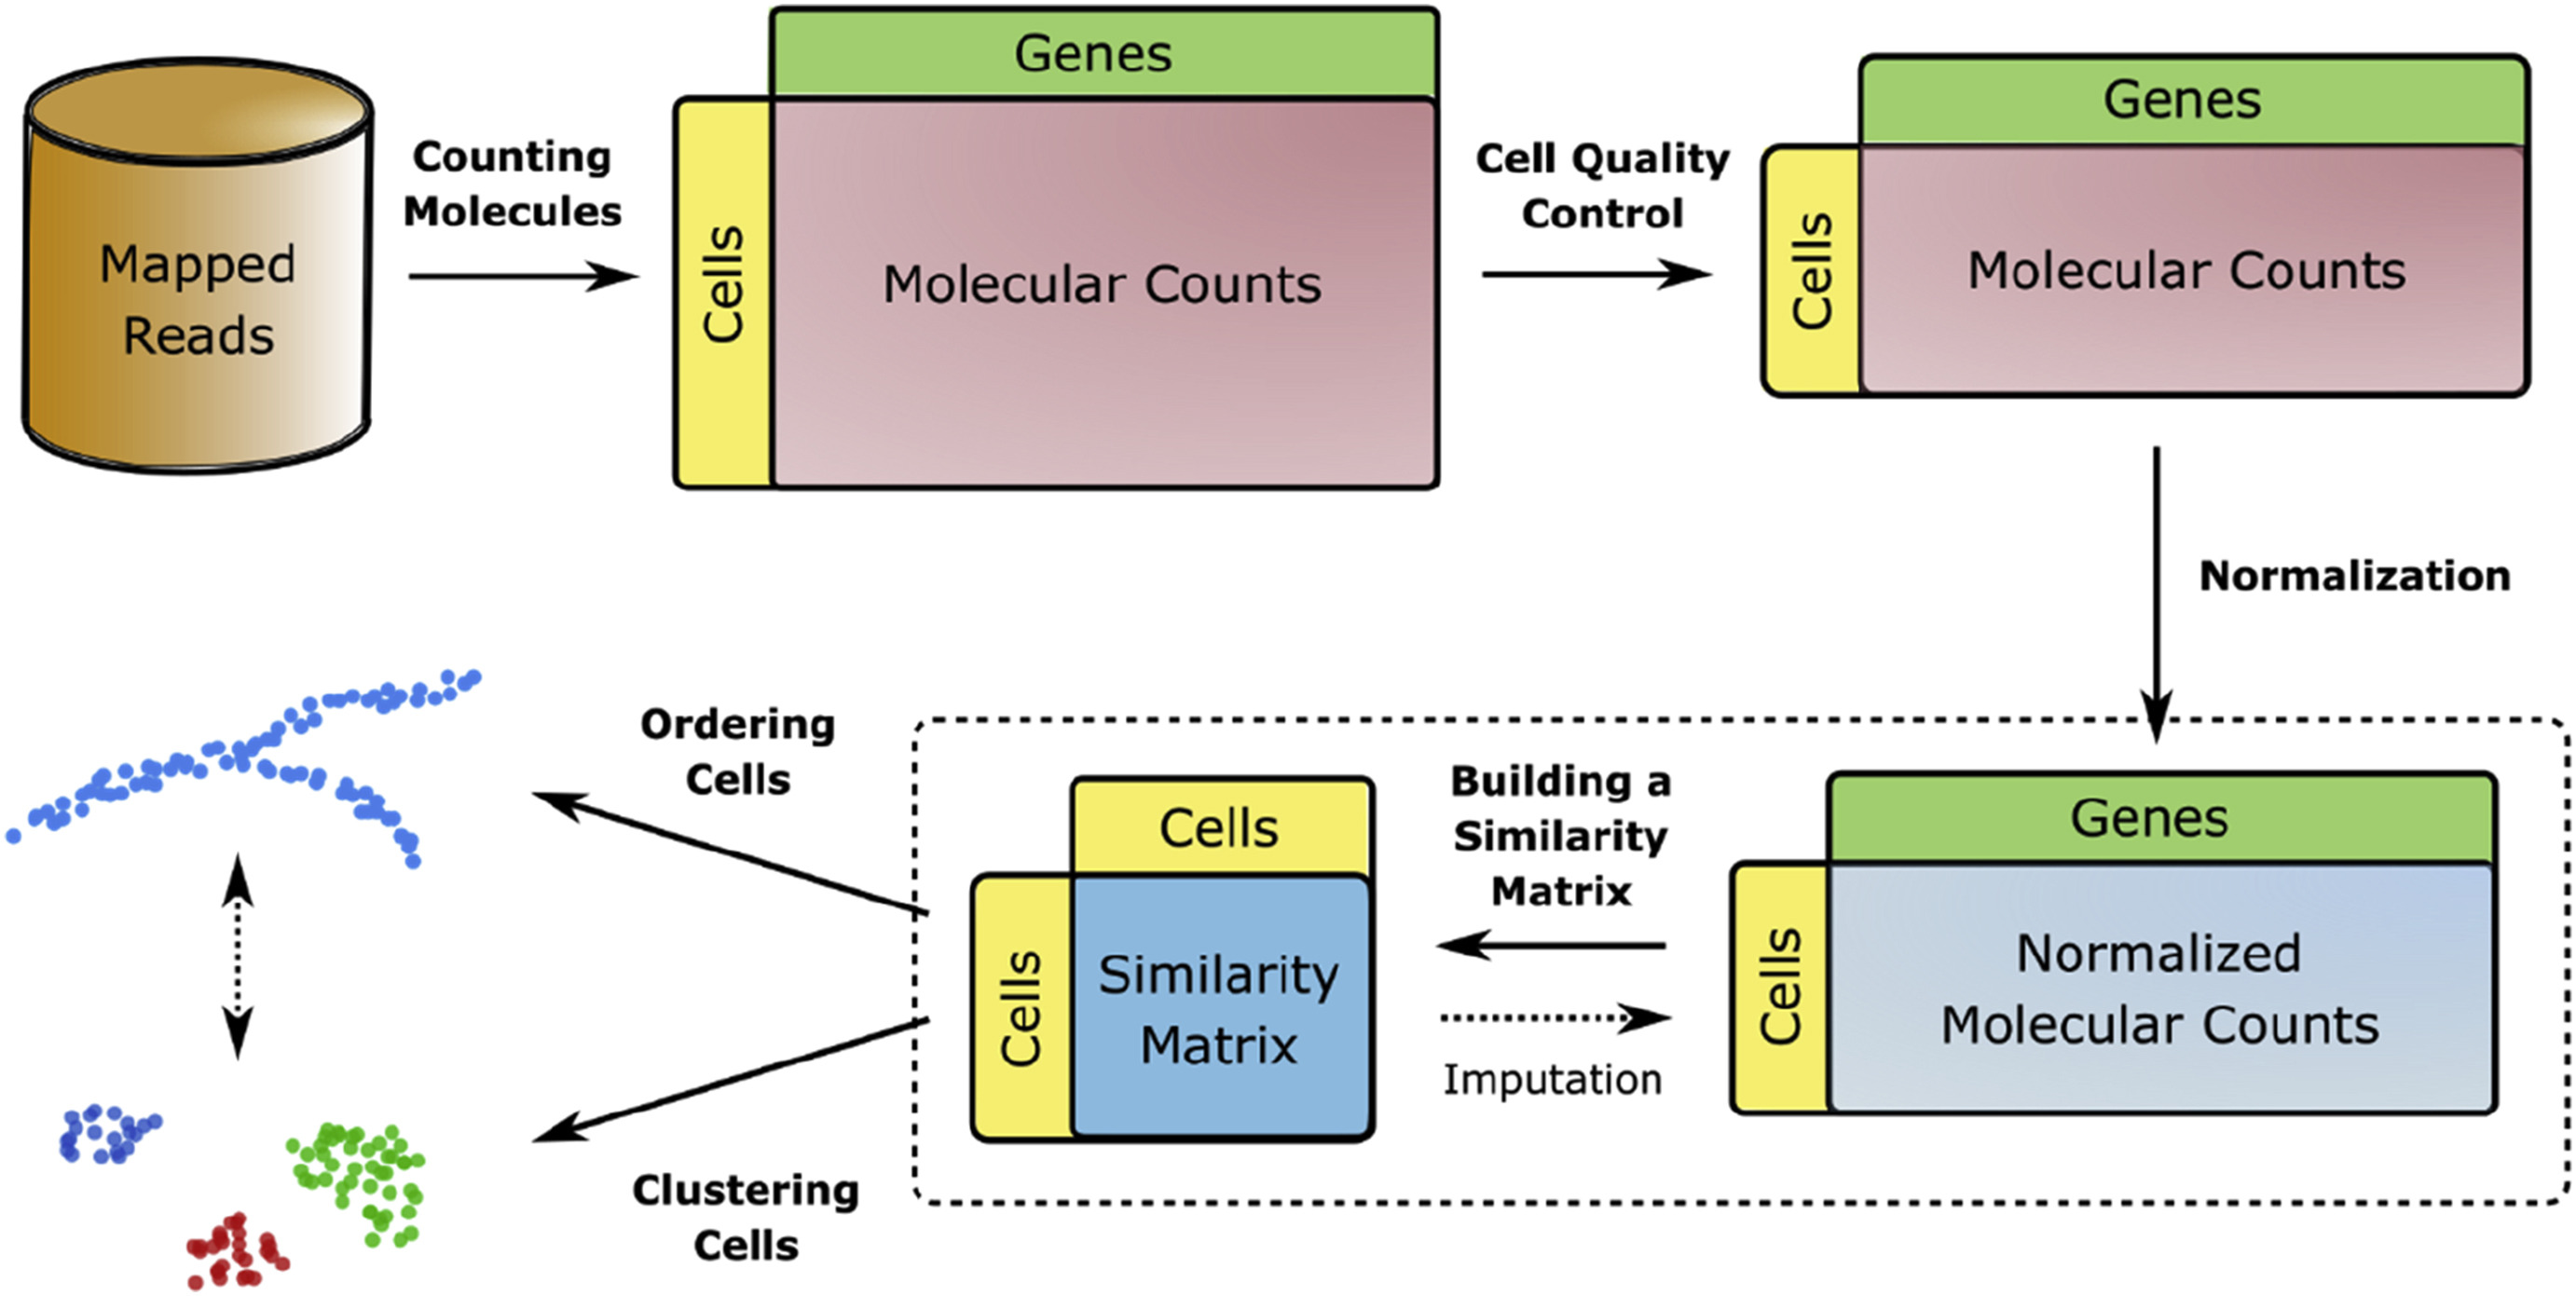 Mapped
Reads
Counting
Molecules
Genes
Cells
Molecular Counts
Cell Quality
Control
Genes
Cells
Molecular Counts
Normalization
Genes
Cells
Normalized
Molecular Counts
Building a
Similarity
Matrix
Imputation
Cells
Cells
Similarity
Matrix
Ordering
Cells
Clustering
Cells